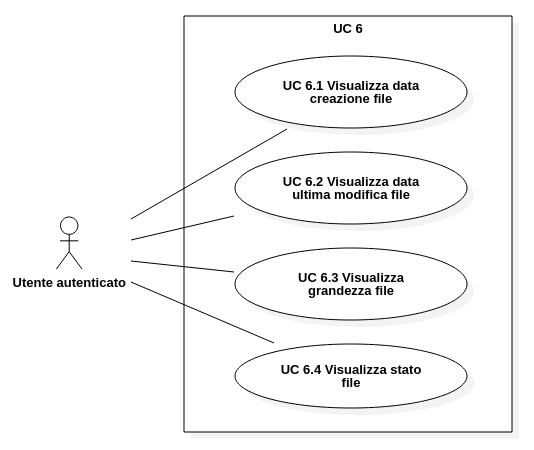 UC 6
UC 6.1 Visualizza data
creazione file
UC 6.2 Visualizza data
ultima modifica file
UC 6.3 Visualizza
grandezza file
UC 6.4 Visualizza stato
file
Utente autenticato